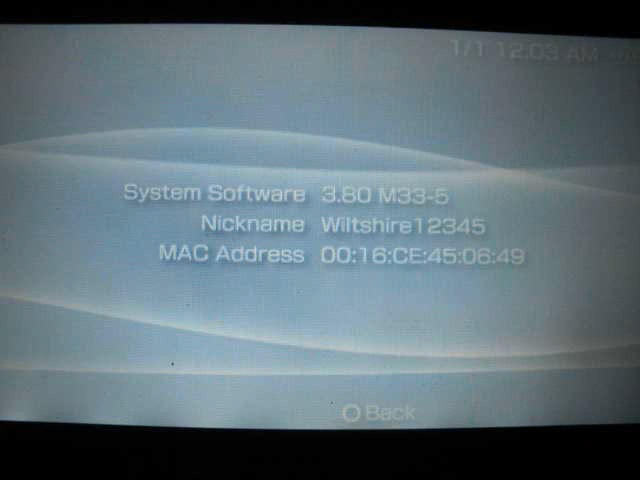 1/1 12:03 AM
System Software 3.80 M33-5
Nickname Wiltshire12345
MAC Address 00:16:CE:45:06:49
Back